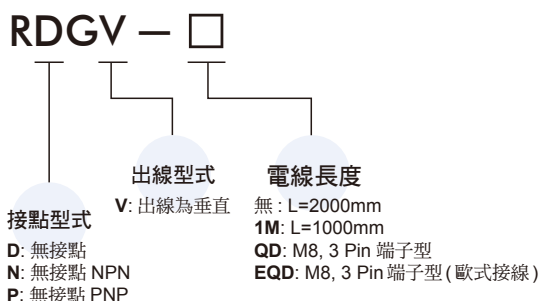 RDGV — □
接點型式
D: 無接點
N: 無接點 NPN
P: 無接點 PNP
出線型式
V: 出線為垂直
電線長度
無 : L=2000mm
1M: L=1000mm
QD: M8, 3 Pin 端子型
EQD: M8, 3 Pin 端子型 ( 歐式接線 )